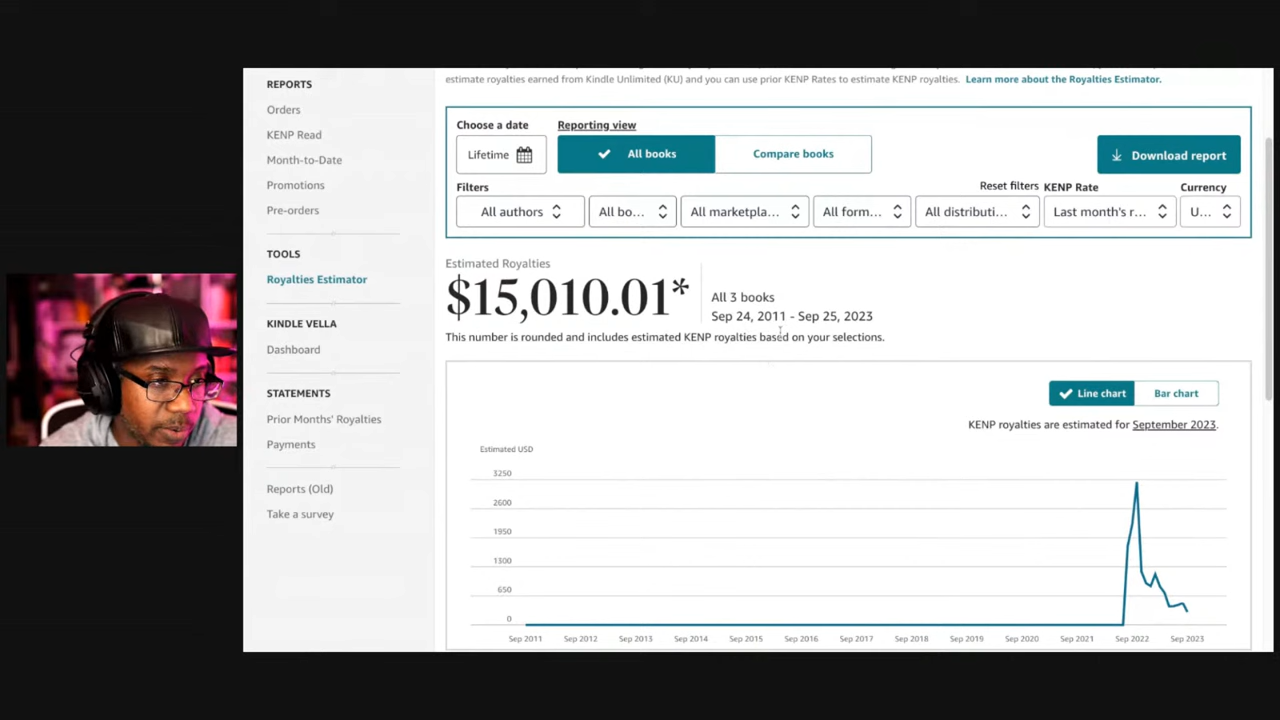 estimate royalties earned from Kindle Unlimited (KU) and you can use prior KENP Rates to estimate KENP royalties. Learn more about the Royalties Estimator.
REPORTS
Orders
KENP Read
Month-to-Date
Promotions
Pre-orders
TOOLS
Royalties Estimator
KINDLE VELLA
Dashboard
STATEMENTS
Prior Months' Royalties
Payments
Reports (Old)
Take a survey
Choose a date
Reporting view
Lifetime
All books
Compare books
Download report
Filters
Reset filters
KENP Rate
Currency
All authors
All bo...
All marketpla...
All form...
All distributi...
Last month's r...
U...
Estimated Royalties
$15,010.01*
All 3 books
Sep 24, 2011 - Sep 25, 2023
This number is rounded and includes estimated KENP royalties based on your selections.
Line chart
Bar chart
KENP royalties are estimated for September 2023.
Estimated USD
3250
2600
1950
1300
650
0
Sep 2011 Sep 2012 Sep 2013 Sep 2014 Sep 2015 Sep 2016 Sep 2017 Sep 2018 Sep 2019 Sep 2020 Sep 2021 Sep 2022 Sep 2023